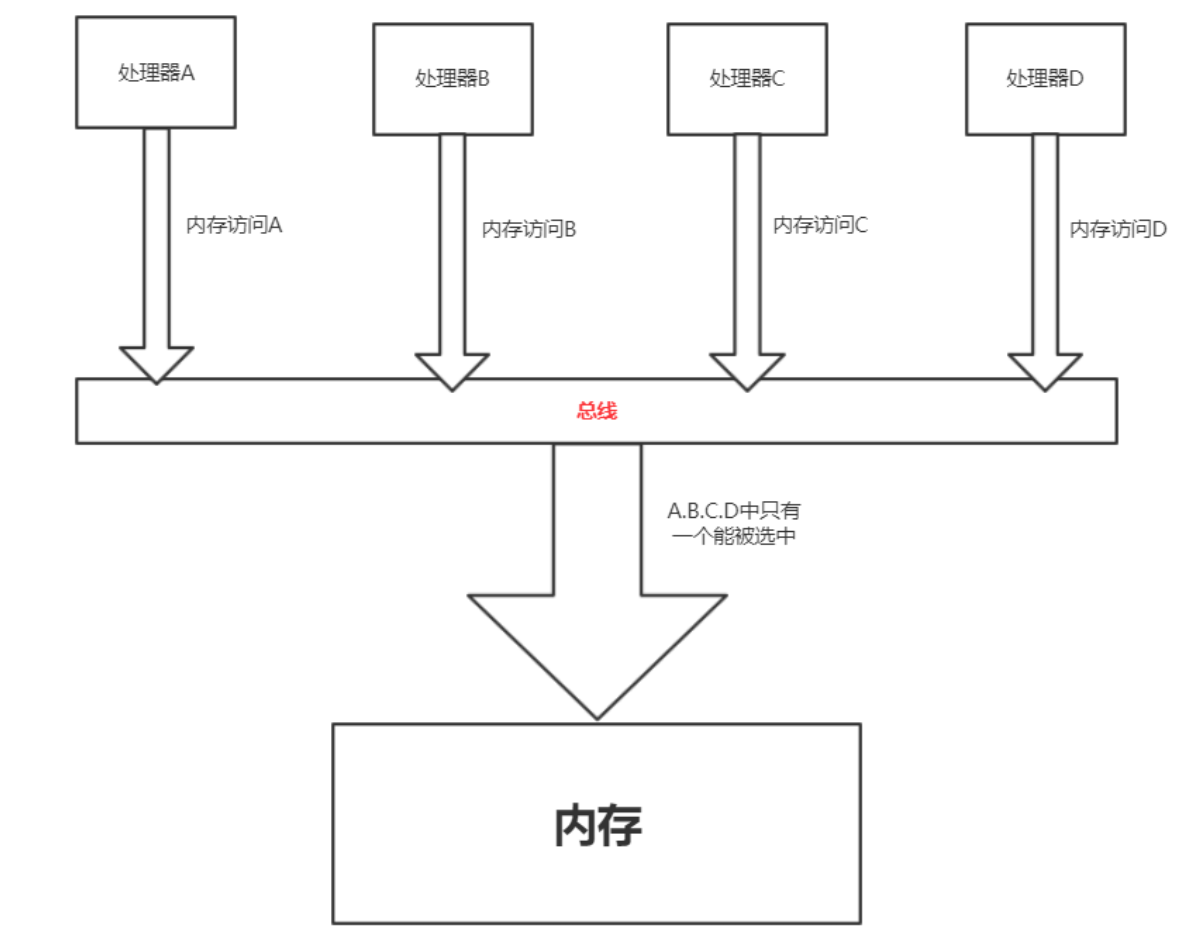 处理器A
处理器B
处理器C
处理器D
内存访问A
内存访问B
内存访问C
内存访问D
总线
A.B.C.D中只有
一个能被选中
内存